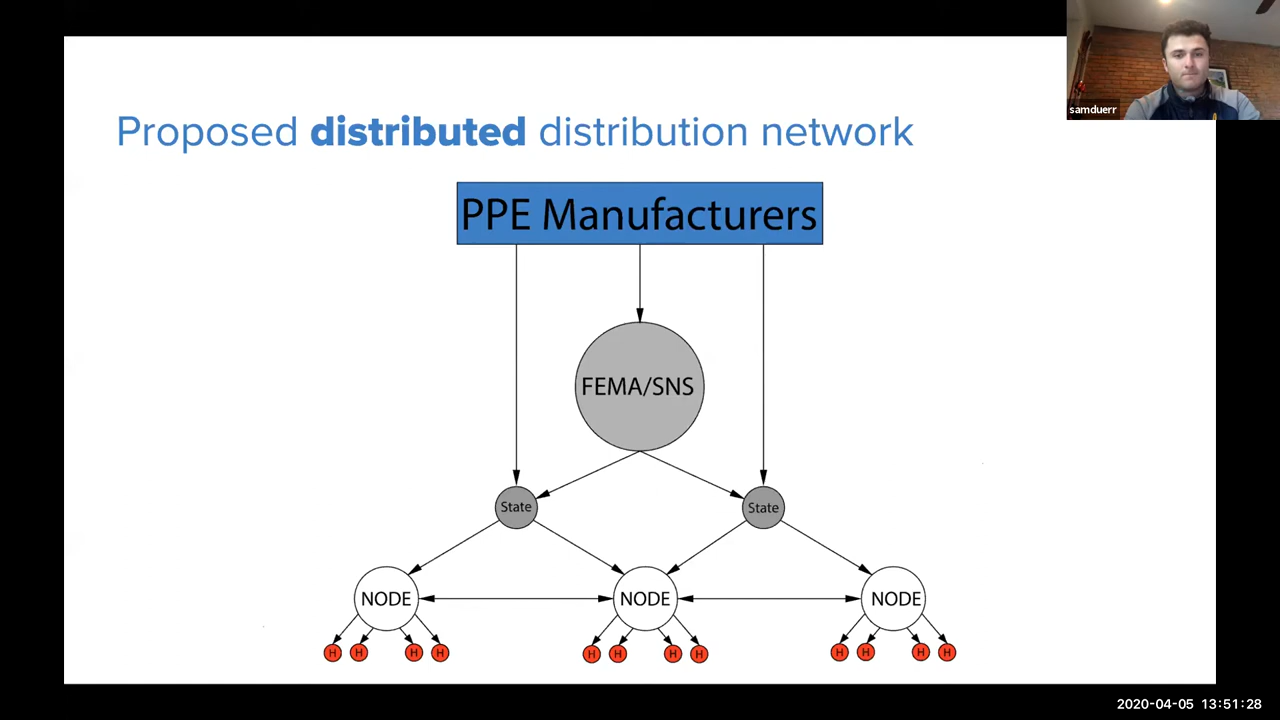 samduerr
Proposed distributed distribution network
PPE Manufacturers
FEMA/SNS
State State
NODE NODE NODE
H H H H H H H H H H H H
2020-04-05 13:51:28